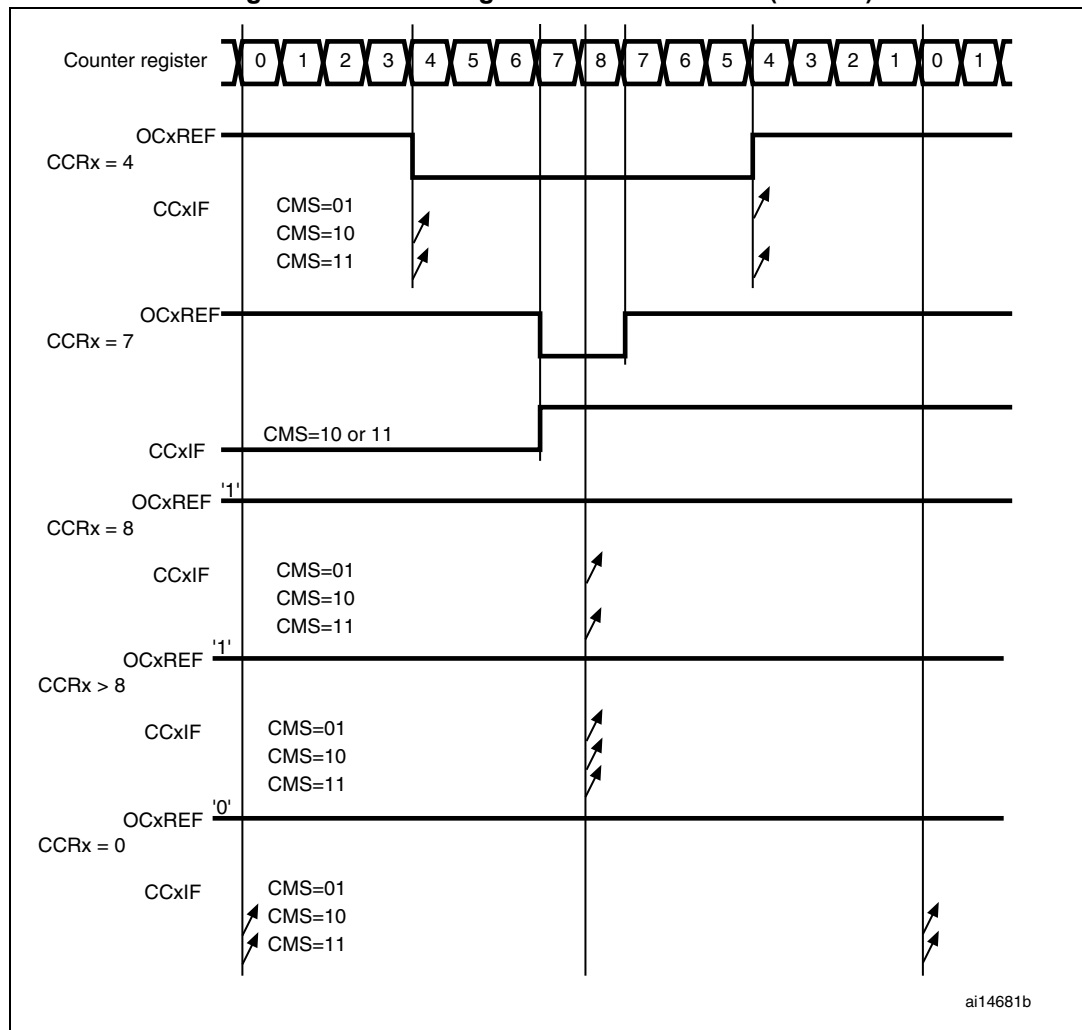 Counter register 0 1 2 3 4 5 6 7 8 7 6 5 4 3 2 1 0 1
OCxREF
CCRx = 4
CCxIF
CMS=01
CMS=10
CMS=11
OCxREF
CCRx = 7
CMS=10 or 11
CCxIF
'1'
OCxREF
CCRx = 8
CCxIF
CMS=01
CMS=10
CMS=11
'1'
OCxREF
CCRx > 8
CCxIF
CMS=01
CMS=10
CMS=11
'0'
OCxREF
CCRx = 0
CCxIF
CMS=01
CMS=10
CMS=11
ai14681b